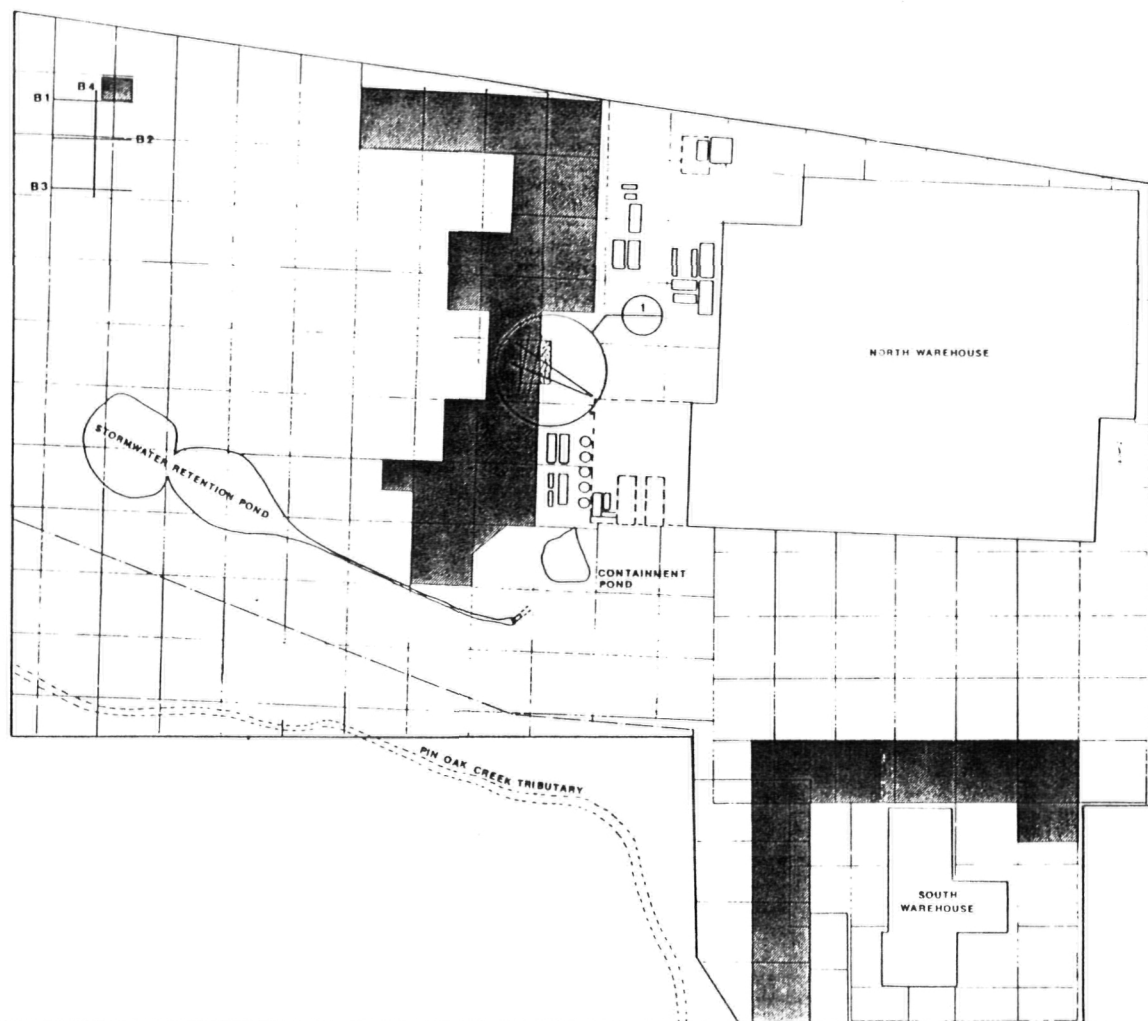 B4
B1
B2
B3
1
NORTH WAREHOUSE
STORMWATER RETENTION POND
CONTAINMENT
POND
PIN OAK CREEK TRIBUTARY
SOUTH
WAREHOUSE